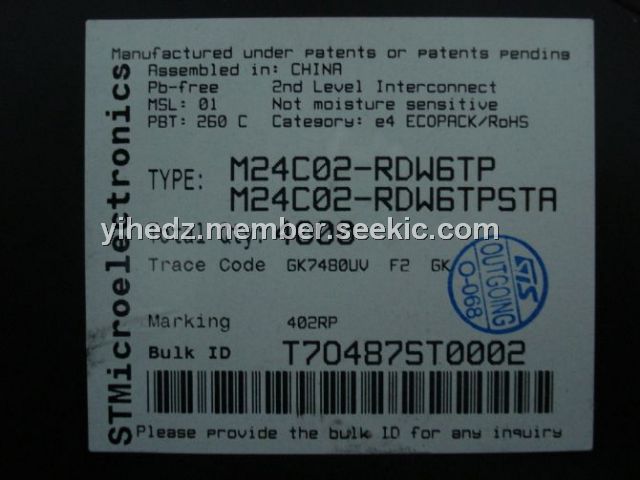 Manufactured under patents or patents pending
Assembled in: CHINA
Pb-free 2nd Level Interconnect
MSL: 01 Not moisture sensitive
PBT: 260 C Category: e4 ECOPACK/RoHS
TYPE: M24C02-RDW6TP
M24C02-RDW6TPSTA
yihedz.member.seekic.com
Trace Code GK7480UV F2 GK
Marking 402RP
Bulk ID T70487ST0002
Please provide the bulk ID for any inquiry
STMicroelectronics
OUTGOING
O-068